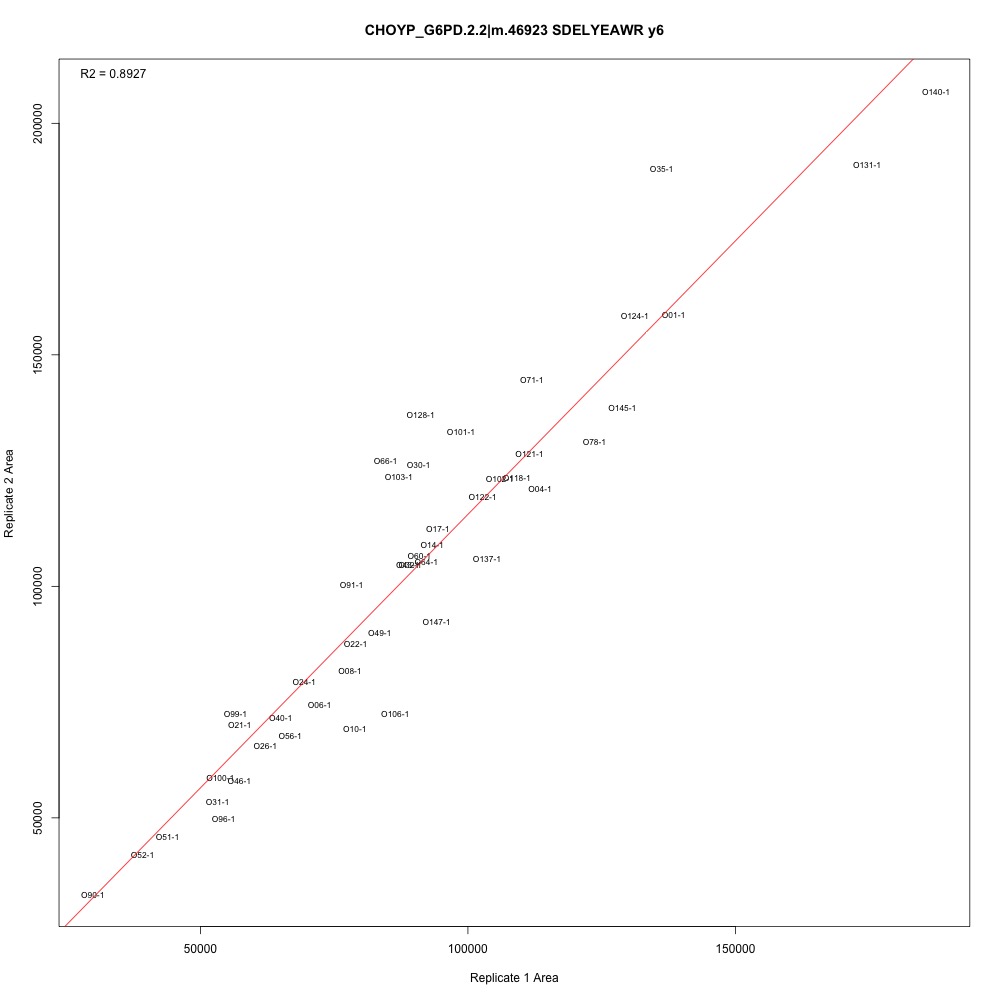 CHOYP_G6PD.2.2|m.46923 SDELYEAWR y6
R2 = 0.8927
O140-1
O131-1
O35-1
O124-1
O01-1
O71-1
O145-1
O128-1
O101-1
O78-1
O121-1
O66-1
O30-1
O103-1
O118-1
O04-1
O122-1
O17-1
O14-1
O60-1
O137-1
O64-1
O91-1
O147-1
O49-1
O22-1
O08-1
O24-1
O06-1
O99-1
O40-1
O106-1
O21-1
O10-1
O56-1
O26-1
O100-1
O46-1
O31-1
O96-1
O51-1
O52-1
O90-1
200000
150000
100000
50000
Replicate 2 Area
50000
100000
150000
Replicate 1 Area